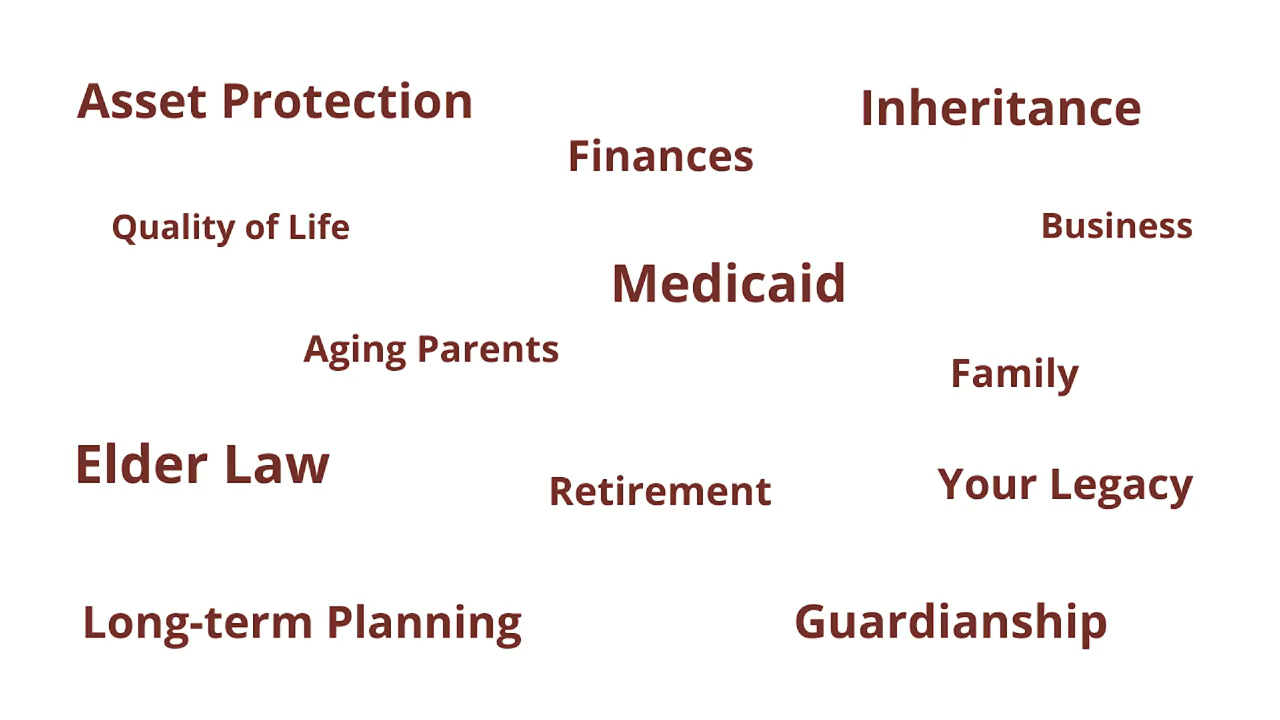 Asset Protection
Inheritance
Finances
Quality of Life
Business
Medicaid
Aging Parents
Family
Elder Law
Retirement
Your Legacy
Long-term Planning
Guardianship